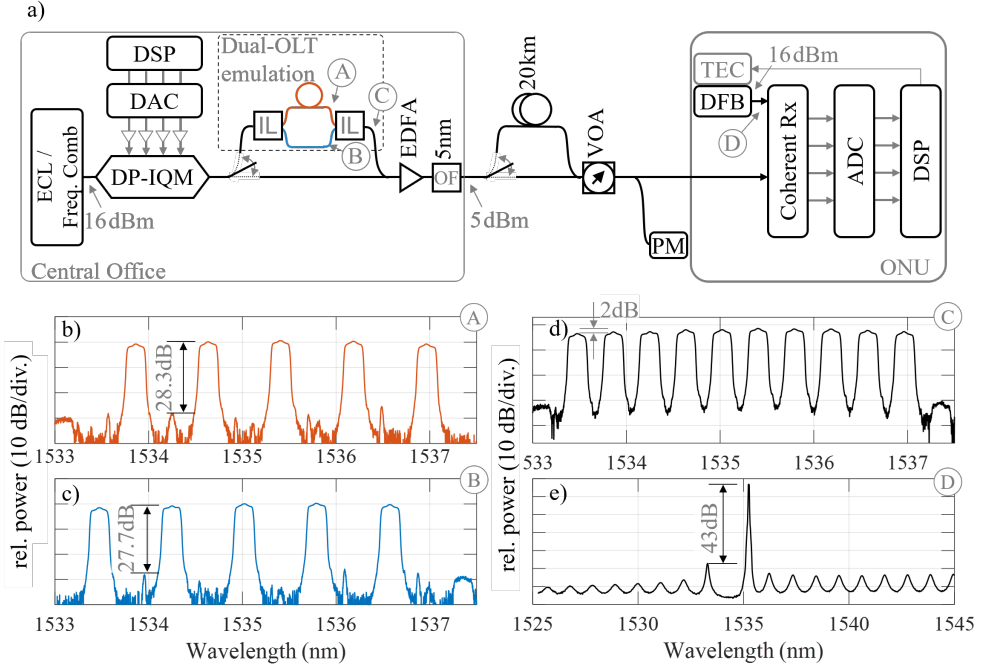 a)
DSP
DAC
DP-IQM
ECL /
Freq. Comb
16dBm
Central Office
Dual-OLT
emulation
IL
IL
A
B
C
EDFA
5nm
OF
5dBm
20km
VOA
PM
TEC
DFB
16dBm
D
Coherent Rx
ADC
DSP
ONU
b)
A
28.3dB
1533 1534 1535 1536 1537
c)
B
27.7dB
1533 1534 1535 1536 1537
rel. power (10 dB/div.)
Wavelength (nm)
d)
C
2dB
533 1534 1535 1536 1537
e)
D
43dB
1525 1530 1535 1540 1545
rel. power (10 dB/div.)
Wavelength (nm)